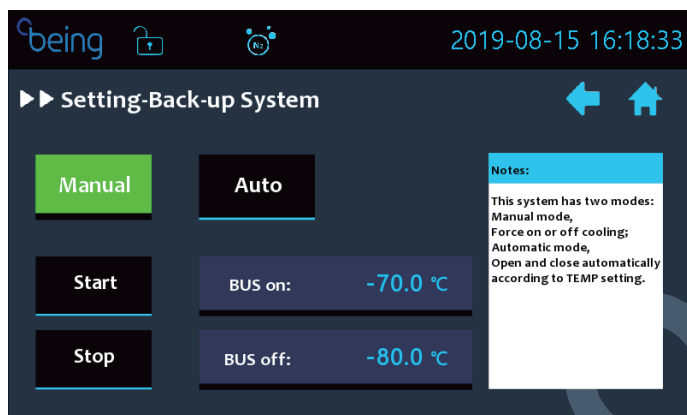 being
N2
2019-08-15 16:18:33
Setting-Back-up System
Manual
Auto
Start
BUS on: -70.0 ℃
Stop
BUS off: -80.0 ℃
Notes:
This system has two modes:
Manual mode,
Force on or off cooling;
Automatic mode,
Open and close automatically
according to TEMP setting.